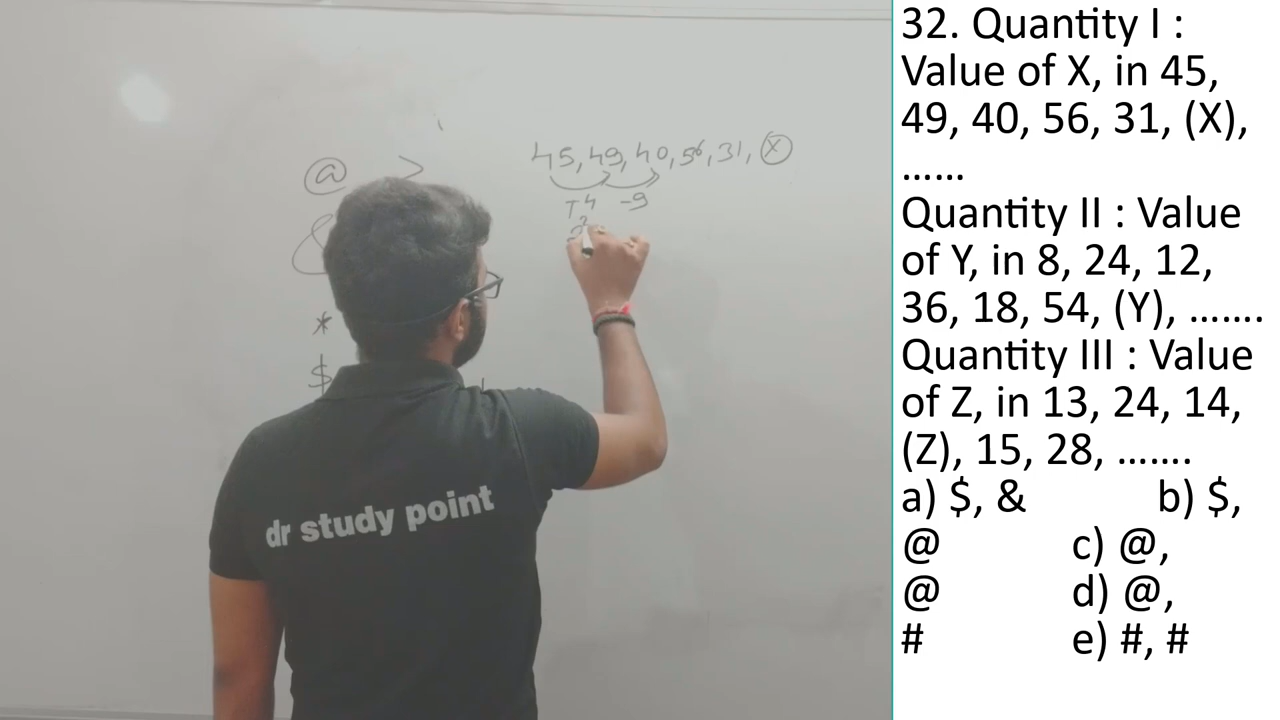 @ >
*
$
45, 49, 40, 56, 31, (X)
+4 -9
2
dr study point
32. Quantity I :
Value of X, in 45,
49, 40, 56, 31, (X),
......
Quantity II : Value
of Y, in 8, 24, 12,
36, 18, 54, (Y), .......
Quantity III : Value
of Z, in 13, 24, 14,
(Z), 15, 28, .......
a) $, & b) $,
@ c) @,
@ d) @,
# e) #, #